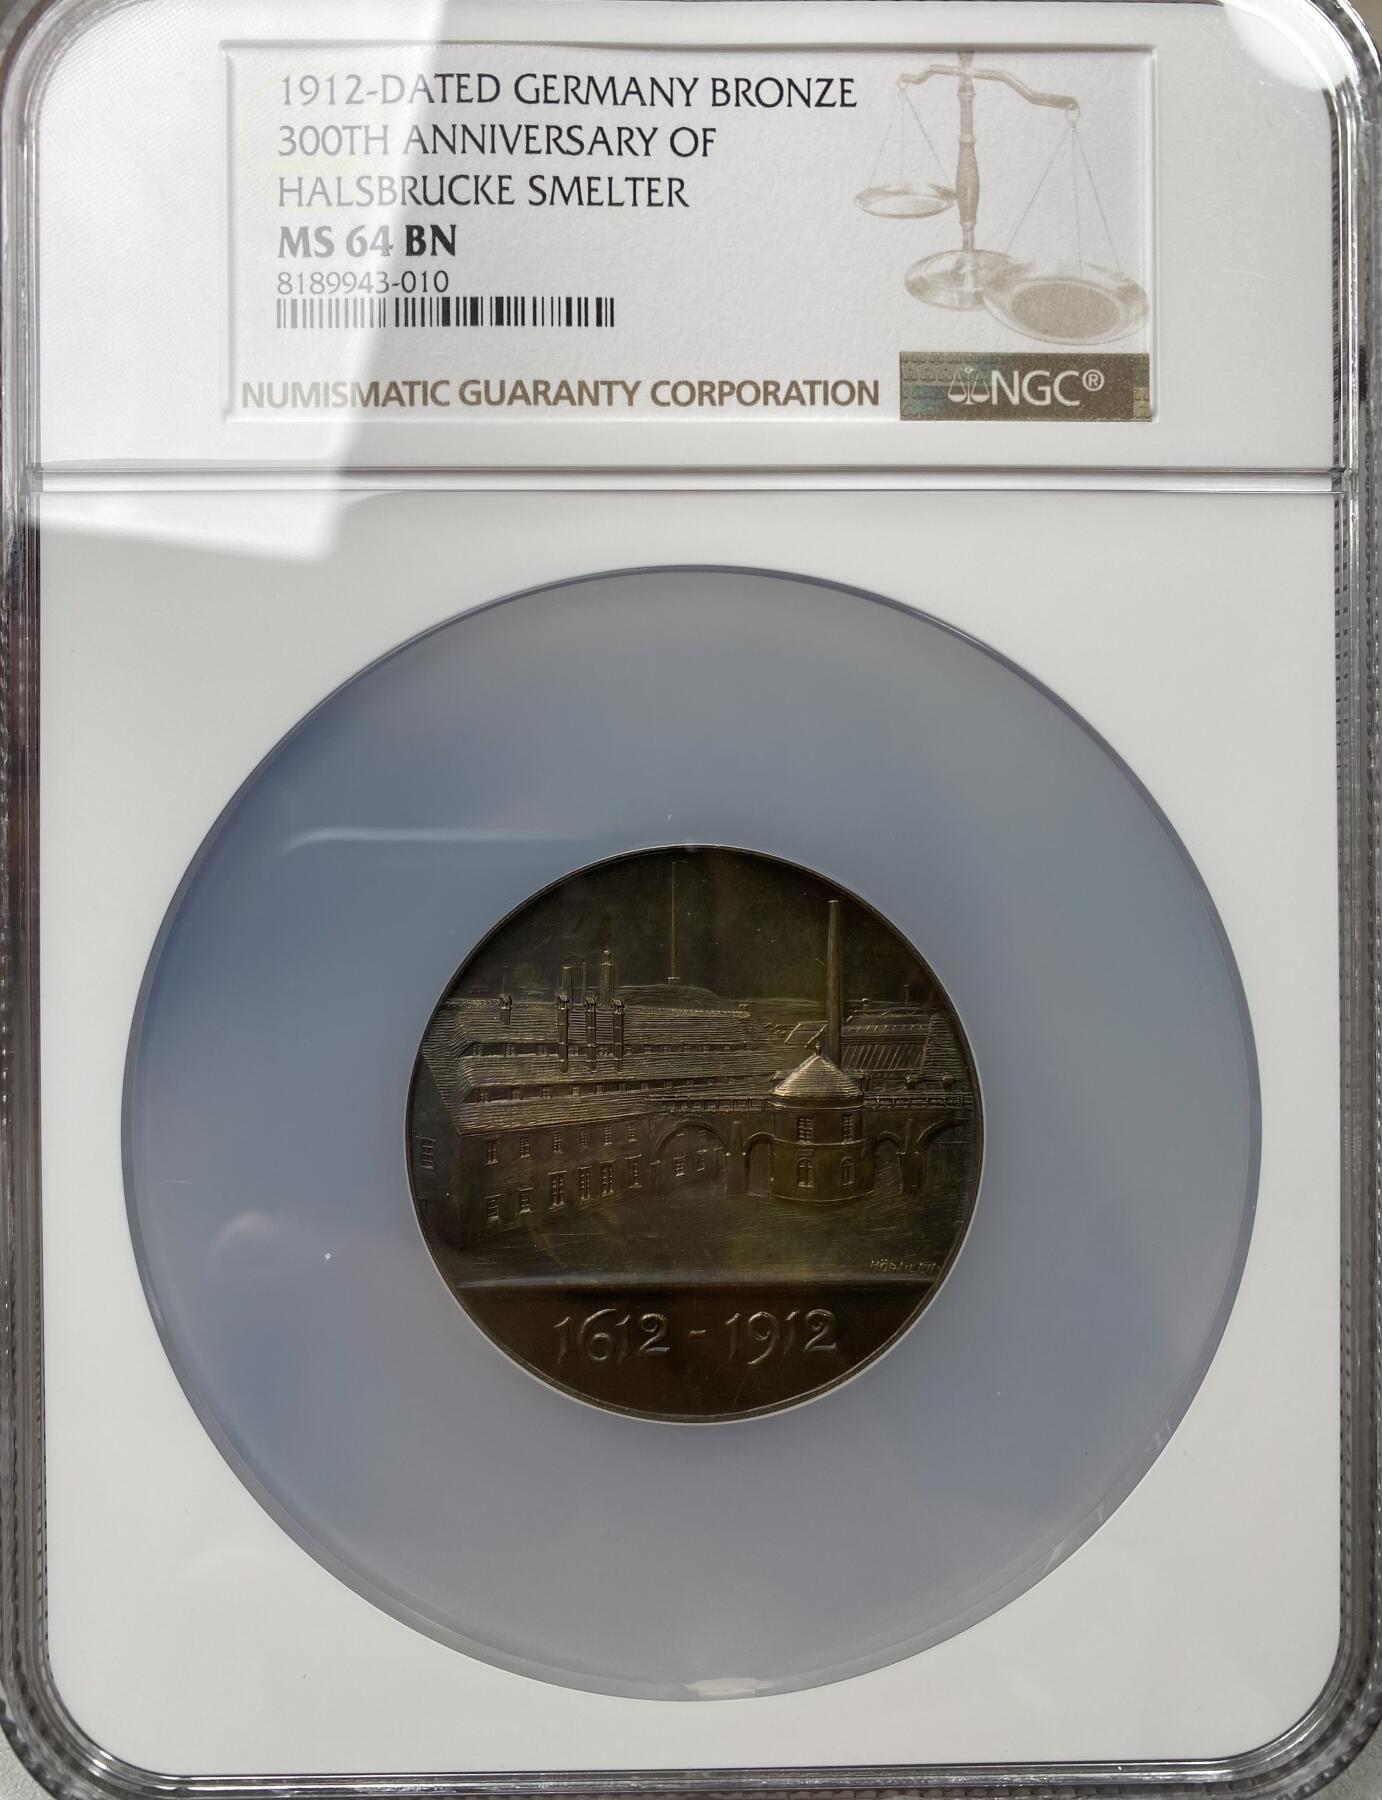 1912-DATED GERMANY BRONZE
300TH ANNIVERSARY OF
HALSBRUCKE SMELTER
MS 64 BN
8189943-010
NUMISMATIC GUARANTY CORPORATION
NGC®
HÖRNLEIN
1612 - 1912